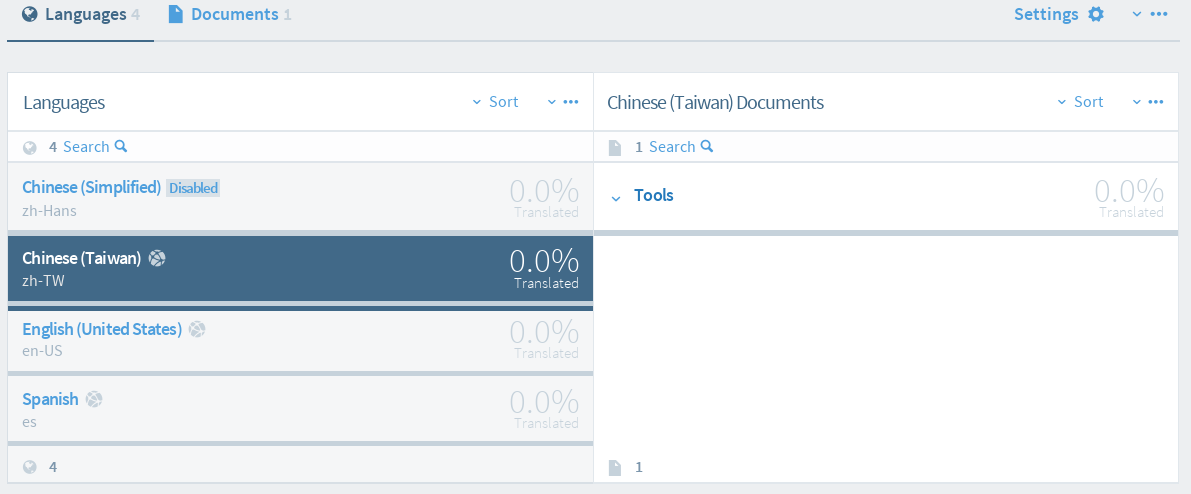 Languages 4 Documents 1 Settings
Languages Sort
4 Search
Chinese (Simplified) Disabled 0.0%
zh-Hans Translated
Chinese (Taiwan) 0.0%
zh-TW Translated
English (United States) 0.0%
en-US Translated
Spanish 0.0%
es Translated
4
Chinese (Taiwan) Documents Sort
1 Search
Tools 0.0%
Translated
1